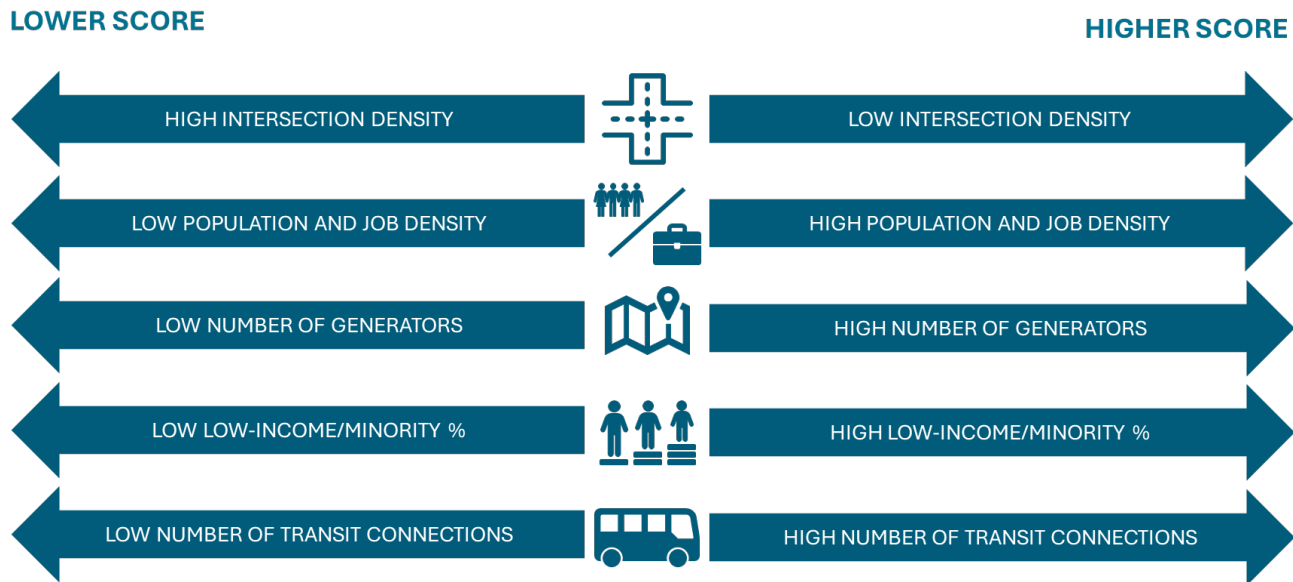 LOWER SCORE
HIGHER SCORE
HIGH INTERSECTION DENSITY
LOW INTERSECTION DENSITY
LOW POPULATION AND JOB DENSITY
HIGH POPULATION AND JOB DENSITY
LOW NUMBER OF GENERATORS
HIGH NUMBER OF GENERATORS
LOW LOW-INCOME/MINORITY %
HIGH LOW-INCOME/MINORITY %
LOW NUMBER OF TRANSIT CONNECTIONS
HIGH NUMBER OF TRANSIT CONNECTIONS